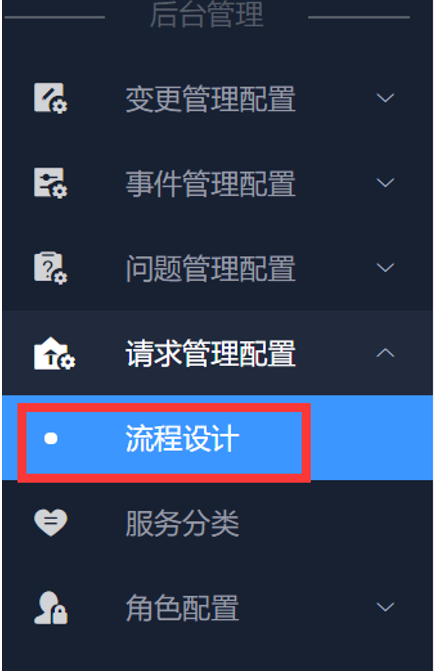 后台管理
变更管理配置
事件管理配置
问题管理配置
请求管理配置
流程设计
服务分类
角色配置